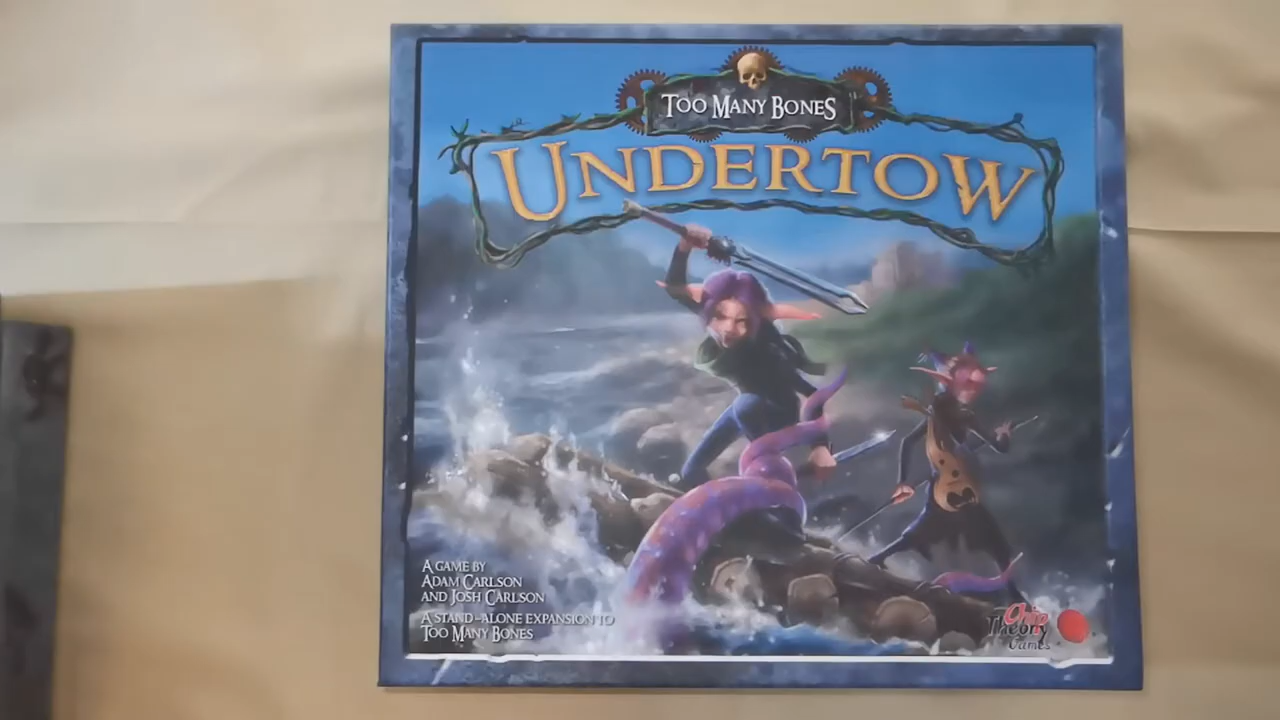 TOO MANY BONES
UNDERTOW
A GAME BY
ADAM CARLSON
AND JOSH CARLSON
A STAND-ALONE EXPANSION TO
TOO MANY BONES
Chip
Theory
Games